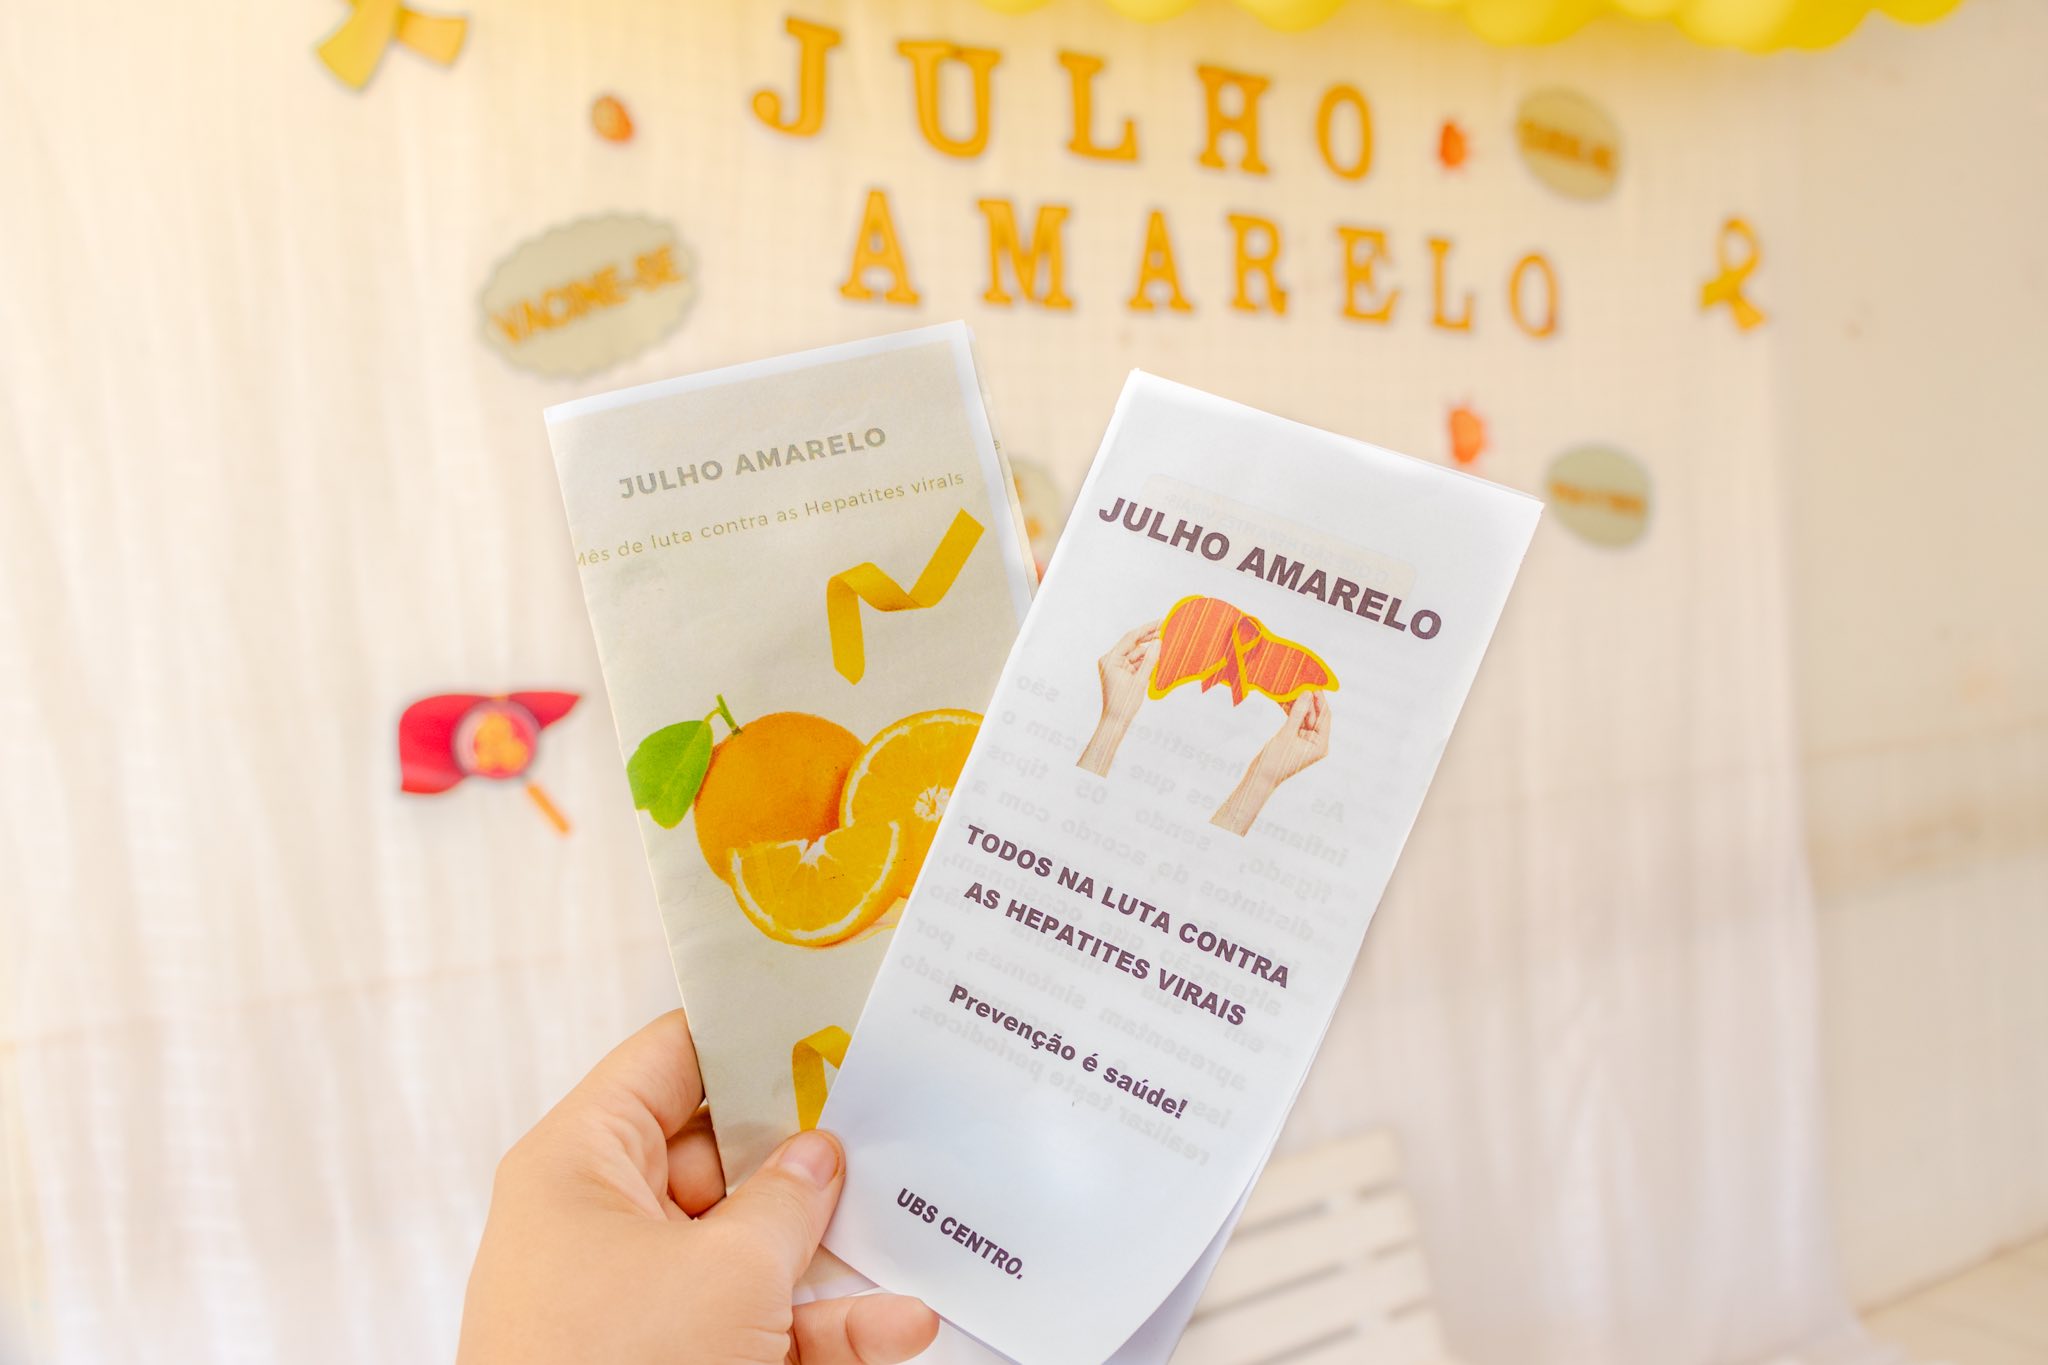 JULHO
AMARELO
VACINE-SE
JULHO AMARELO
Mês de luta contra as Hepatites virais
JULHO AMARELO
TODOS NA LUTA CONTRA
AS HEPATITES VIRAIS
Prevenção é saúde!
UBS CENTRO,